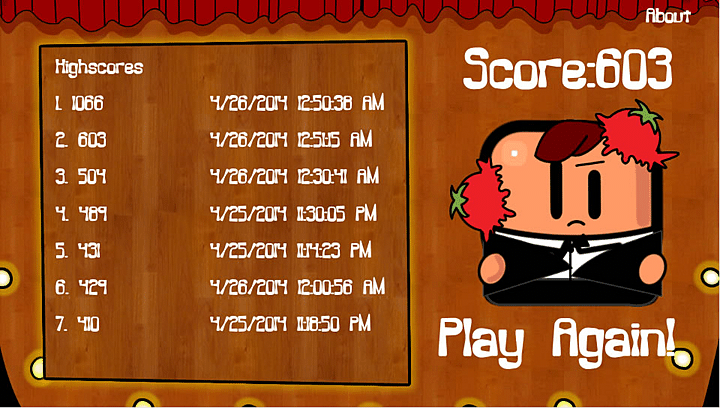 About
Highscores
1. 1066 4/26/2014 12:50:38 AM
2. 603 4/26/2014 12:51:15 AM
3. 504 4/26/2014 12:30:41 AM
4. 469 4/25/2014 11:30:05 PM
5. 431 4/25/2014 11:14:23 PM
6. 429 4/26/2014 12:00:56 AM
7. 410 4/25/2014 11:18:50 PM
Score:603
Play Again!